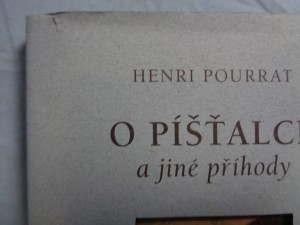 HENRI POURRAT
O PÍŠŤALCE
a jiné příhody